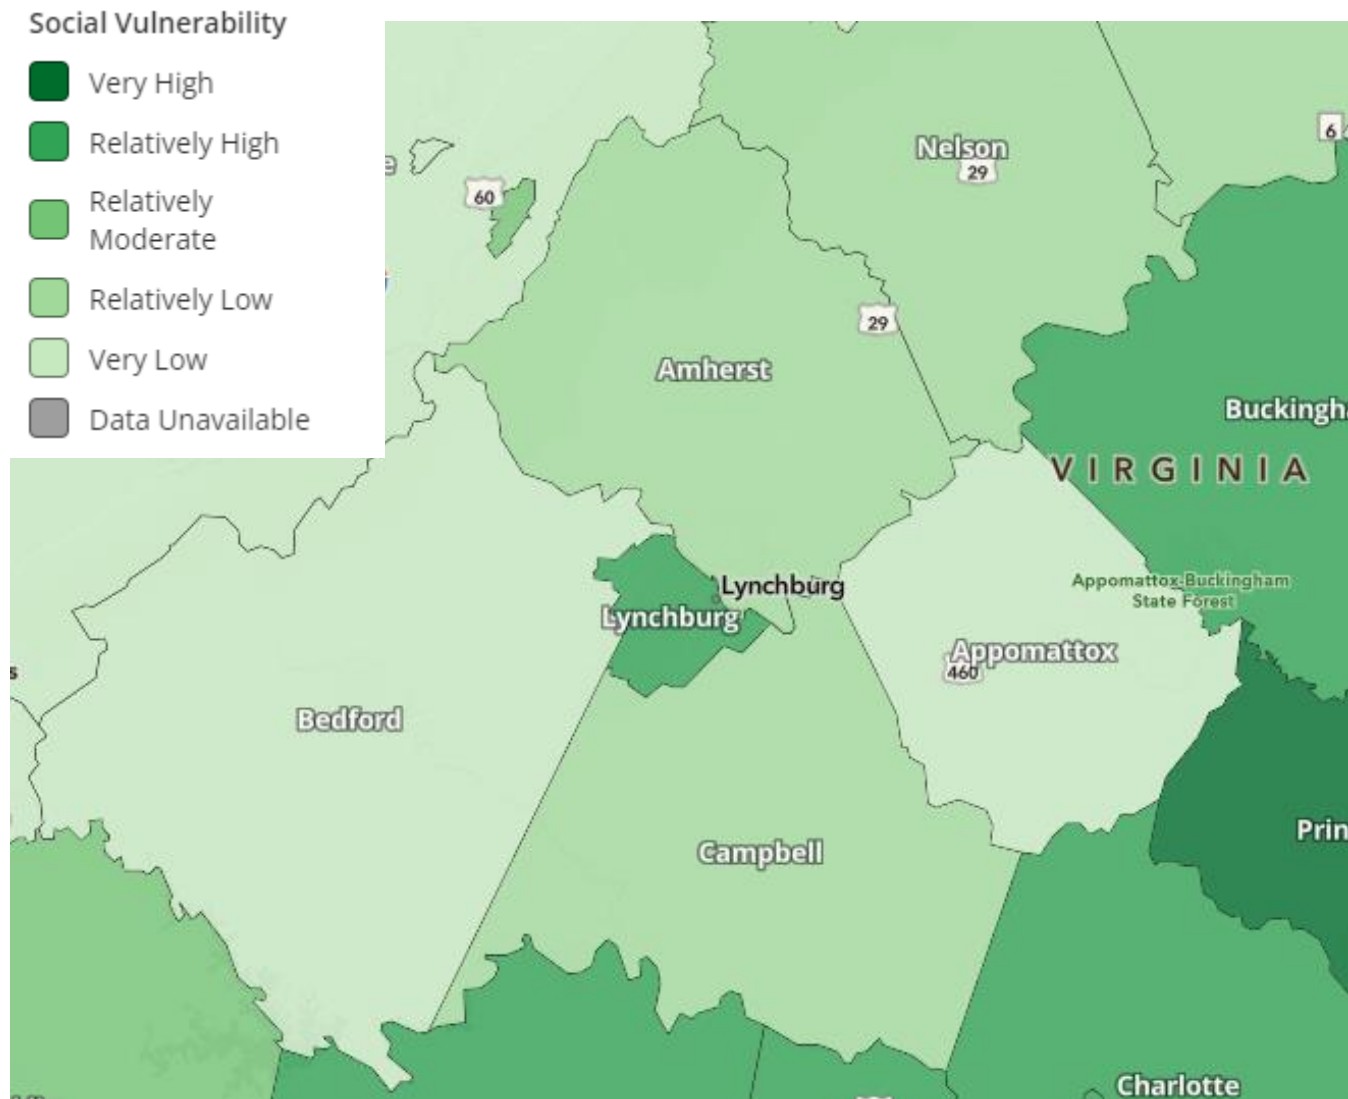 Social Vulnerability
Very High
Relatively High
Relatively
Moderate
Relatively Low
Very Low
Data Unavailable
e
60
Nelson
29
6
29
Amherst
Buckingh
VIRGINIA
Appomattox-Buckingham
State Forest
Lynchburg
Lynchburg
Appomattox
460
s
Bedford
Campbell
Prin
Charlotte